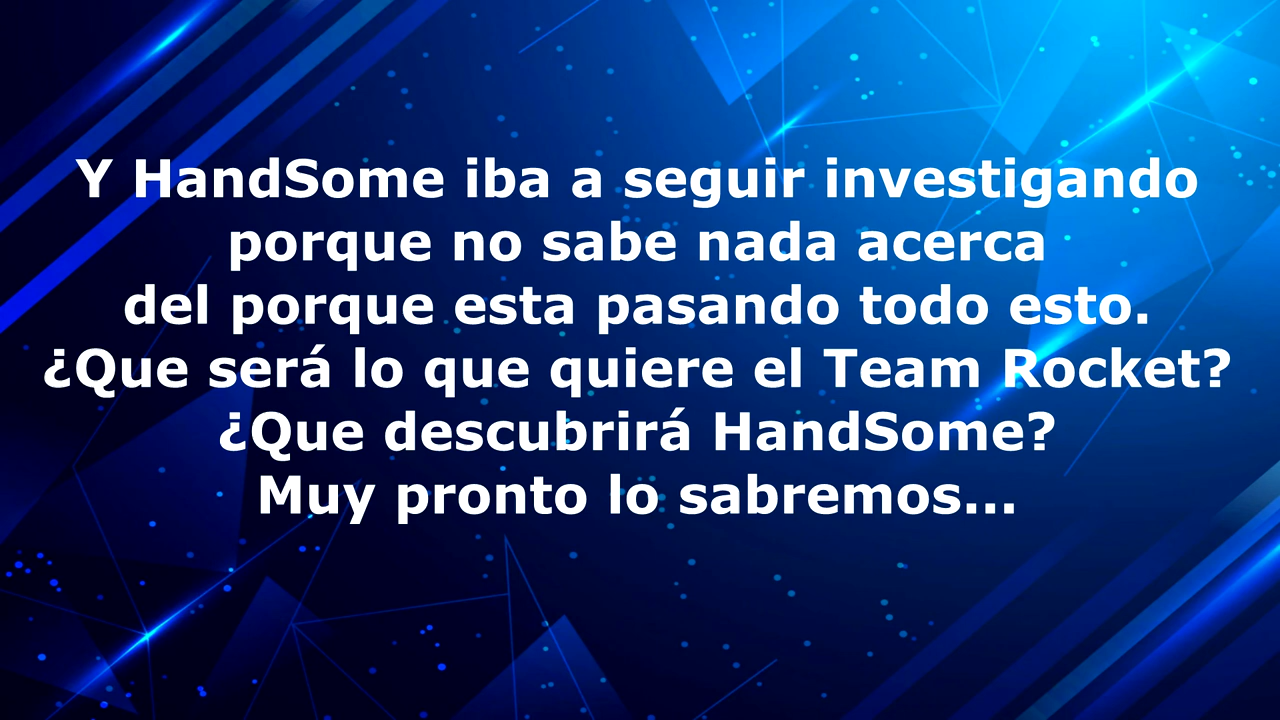 Y HandSome iba a seguir investigando
porque no sabe nada acerca
del porque esta pasando todo esto.
¿Que será lo que quiere el Team Rocket?
¿Que descubrirá HandSome?
Muy pronto lo sabremos...